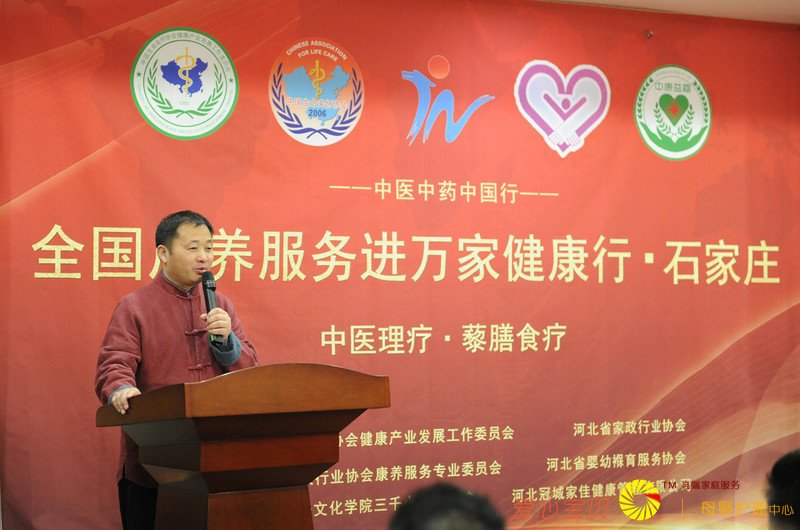 CHINESE ASSOCIATION
FOR LIFE CARE
2006
中康益膳
——中医中药中国行——
全国 养服务进万家健康行·石家庄
中医理疗·藜膳食疗
协会健康产业发展工作委员会
河北省家政行业协会
行业协会康养服务专业委员会
河北省婴幼褓育服务协会
文化学院三千
河北冠城家佳健康管
TM
家庭服务
母婴护理中心